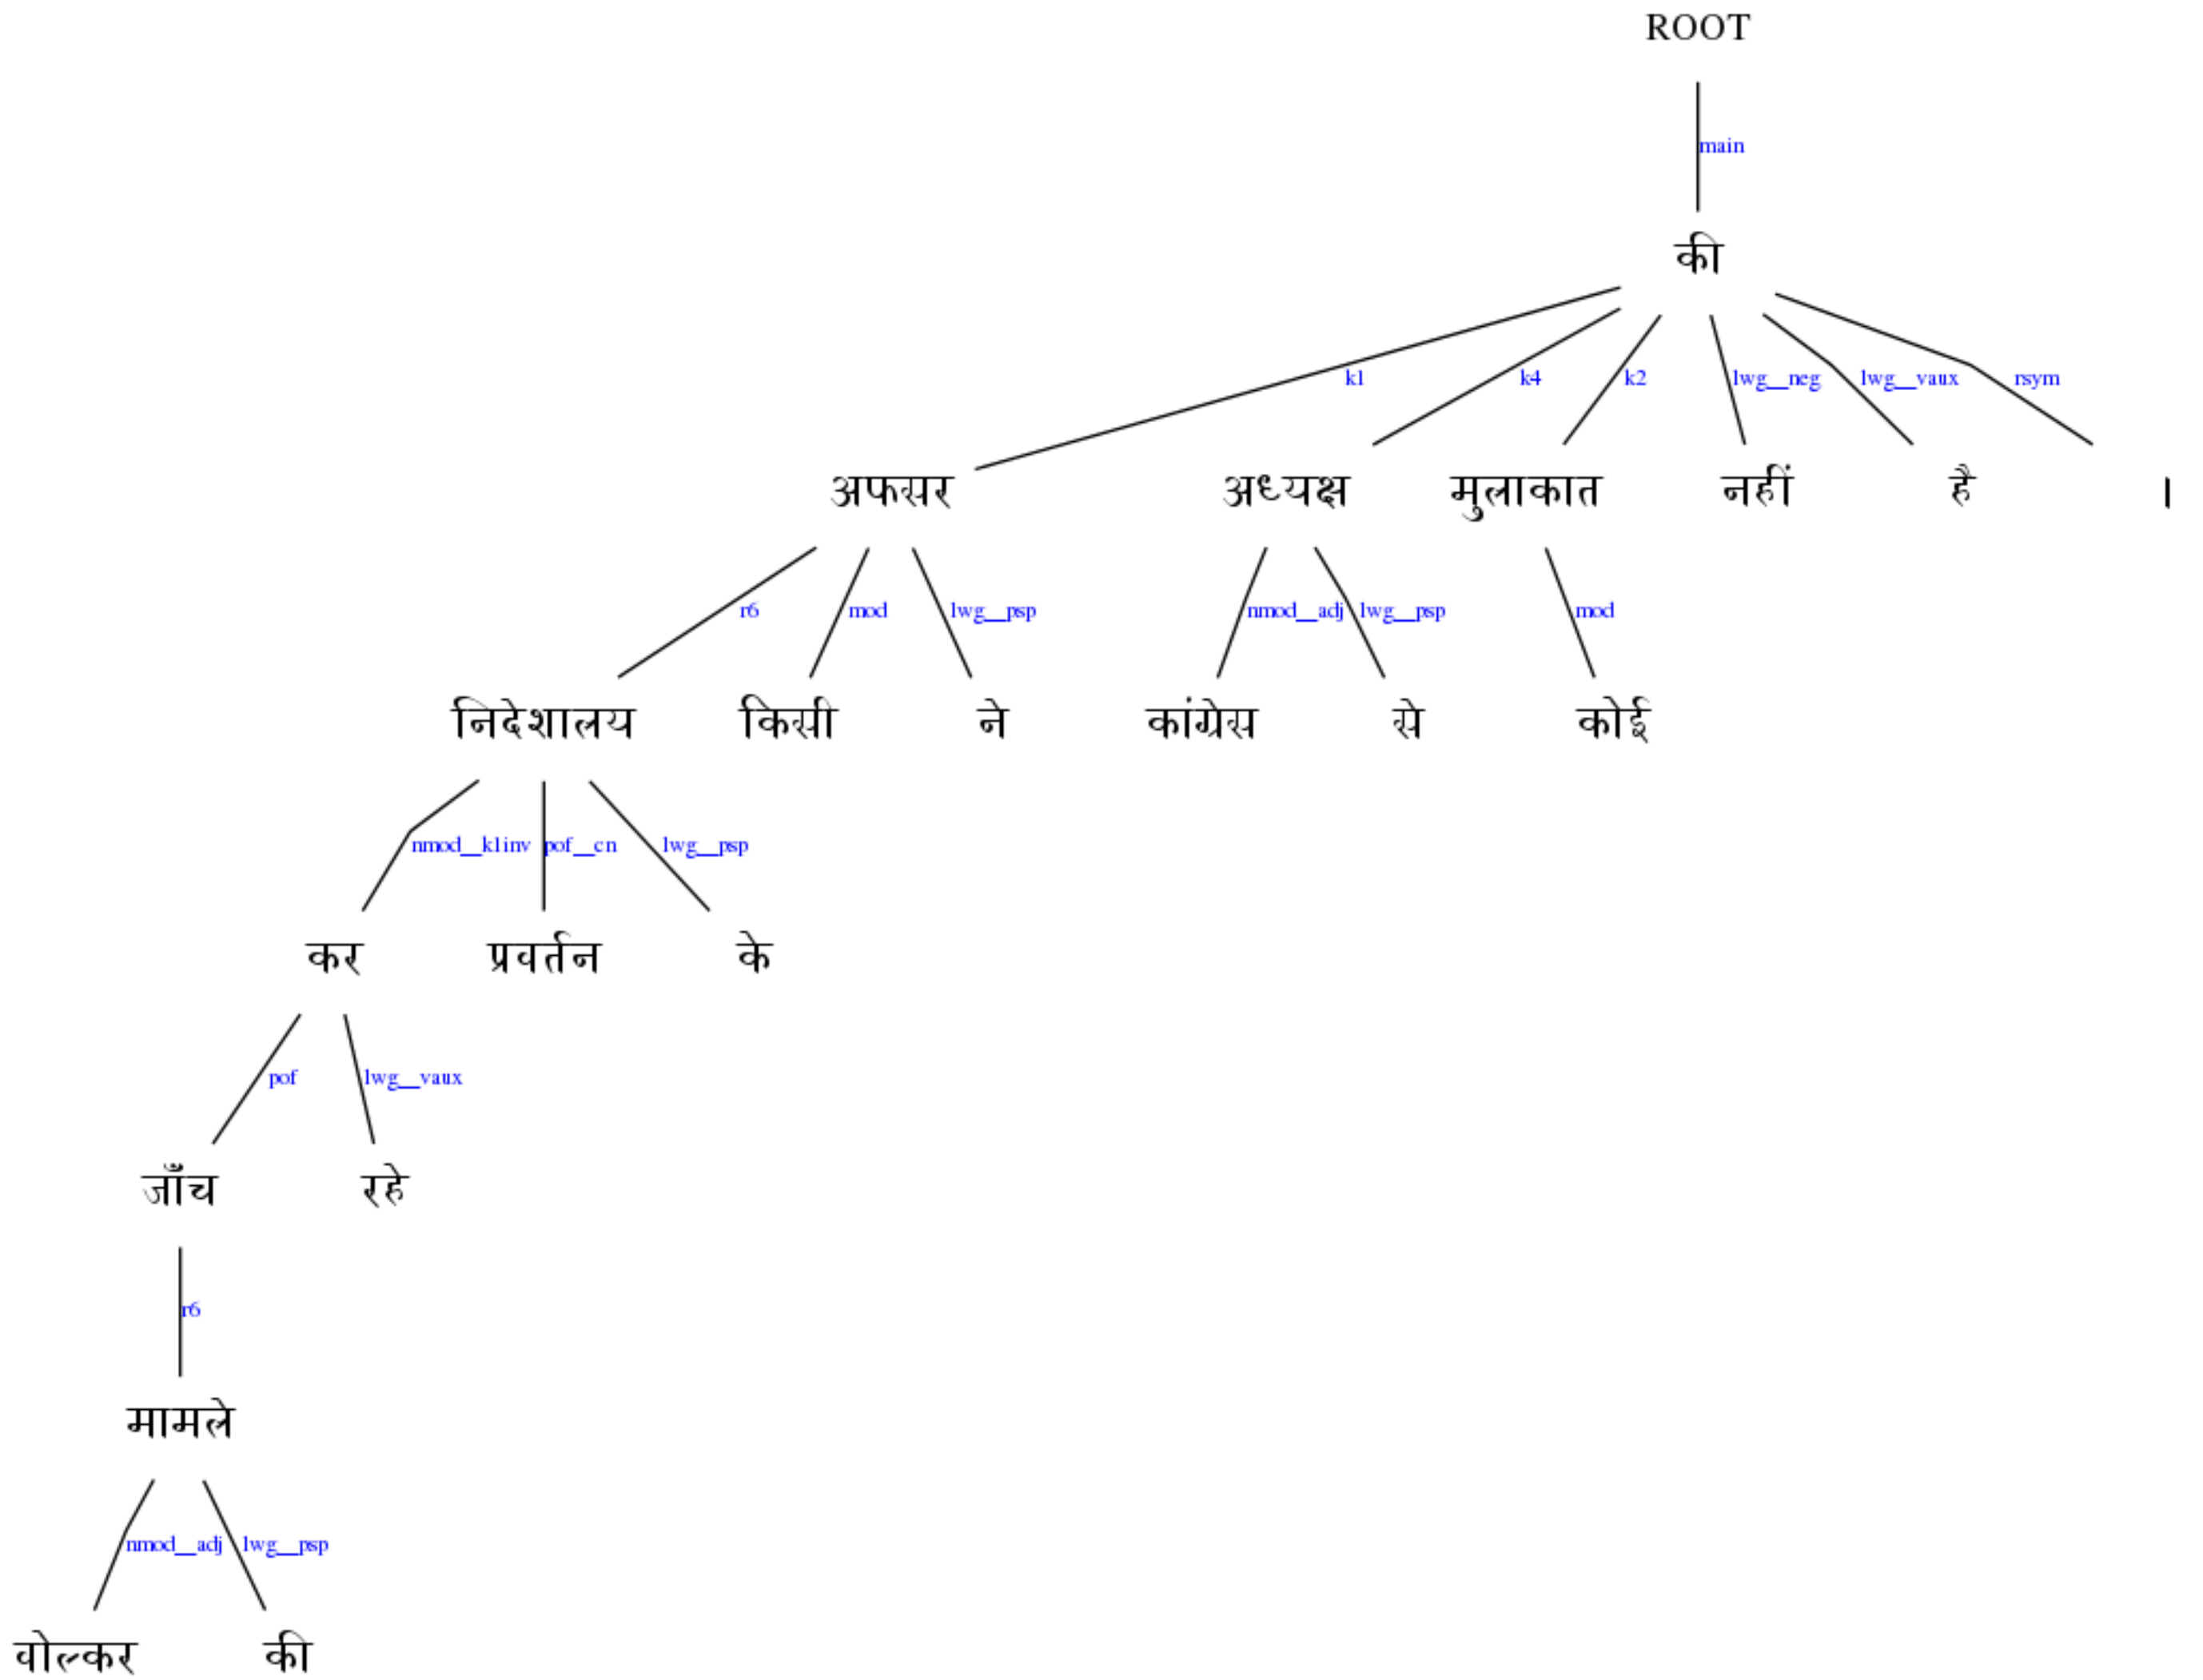 ROOT
main
की
k1 k4 k2 lwg__neg lwg__vaux rsym
अफसर अध्यक्ष मुलाकात नहीं है ।
r6 mod lwg__psp nmod__adj lwg__psp mod
निदेशालय किसी ने कांग्रेस से कोई
nmod__k1inv pof__cn lwg__psp
कर प्रवर्तन के
pof lwg__vaux
जाँच रहे
r6
मामले
nmod__adj lwg__psp
वोल्कर की